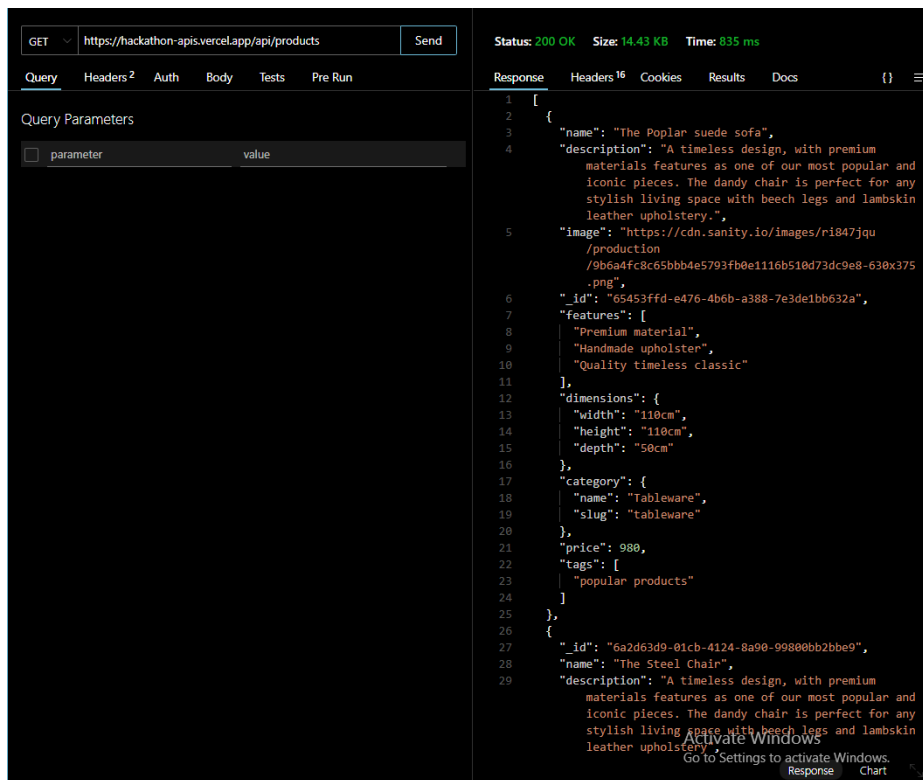 GET https://hackathon-apis.vercel.app/api/products Send
Query Headers 2 Auth Body Tests Pre Run
Query Parameters
parameter value
Status: 200 OK Size: 14.43 KB Time: 835 ms
Response Headers 16 Cookies Results Docs {}
1 [
2 {
3 "name": "The Poplar suede sofa",
4 "description": "A timeless design, with premium
materials features as one of our most popular and
iconic pieces. The dandy chair is perfect for any
stylish living space with beech legs and lambskin
leather upholstery.",
5 "image": "https://cdn.sanity.io/images/ri847jqu
/production
/9b6a4fc8c65bbb4e5793fb0e1116b510d73dc9e8-630x375
.png",
6 "_id": "65453ffd-e476-4b6b-a388-7e3de1bb632a",
7 "features": [
8 "Premium material",
9 "Handmade upholster",
10 "Quality timeless classic"
11 ],
12 "dimensions": {
13 "width": "110cm",
14 "height": "110cm",
15 "depth": "50cm"
16 },
17 "category": {
18 "name": "Tableware",
19 "slug": "tableware"
20 },
21 "price": 980,
22 "tags": [
23 "popular products"
24 ]
25 },
26 {
27 "_id": "6a2d63d9-01cb-4124-8a90-99800bb2bbe9",
28 "name": "The Steel Chair",
29 "description": "A timeless design, with premium
materials features as one of our most popular and
iconic pieces. The dandy chair is perfect for any
stylish living space with beech legs and lambskin
leather upholstery",
Activate Windows
Go to Settings to activate Windows.
Response Chart